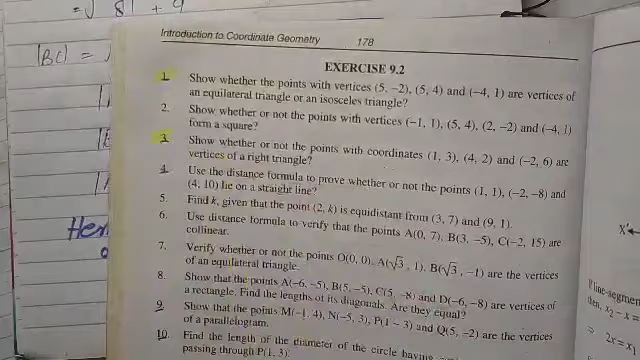 = √ 81 + 9
|BC| =
Hen
Introduction to Coordinate Geometry 178
EXERCISE 9.2
1. Show whether the points with vertices (5, −2), (5, 4) and (−4, 1) are vertices of
an equilateral triangle or an isosceles triangle?
2. Show whether or not the points with vertices (−1, 1), (5, 4), (2, −2) and (−4, 1)
form a square?
3. Show whether or not the points with coordinates (1, 3), (4, 2) and (−2, 6) are
vertices of a right triangle?
4. Use the distance formula to prove whether or not the points (1, 1), (−2, −8) and
(4, 10) lie on a straight line?
5. Find k, given that the point (2, k) is equidistant from (3, 7) and (9, 1).
6. Use distance formula to verify that the points A(0, 7), B(3, −5), C(−2, 15) are
collinear.
7. Verify whether or not the points O(0, 0), A(√3 , 1), B(√3 , −1) are the vertices
of an equilateral triangle.
8. Show that the points A(−6, −5), B(5, −5), C(5, −8) and D(−6, −8) are vertices of
a rectangle. Find the lengths of its diagonals. Are they equal?
9. Show that the points M(−1, 4), N(−5, 3), P(1 − 3) and Q(5, −2) are the vertices
of a parallelogram.
10. Find the length of the diameter of the circle having
passing through P(1, 3).
X'
If line-segmen
then, x₂ − x =
⇒ 2x = x₁